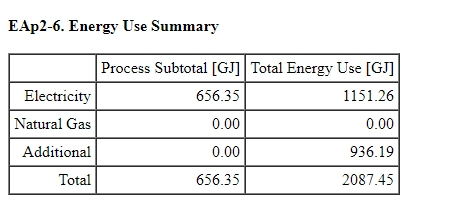 EAp2-6. Energy Use Summary
Process Subtotal [GJ] Total Energy Use [GJ]
Electricity 656.35 1151.26
Natural Gas 0.00 0.00
Additional 0.00 936.19
Total 656.35 2087.45